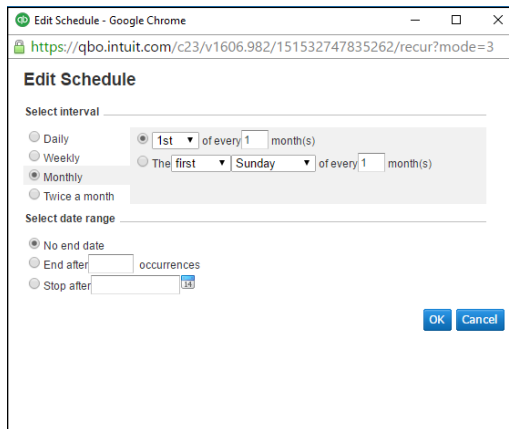 qb Edit Schedule - Google Chrome
https://qbo.intuit.com/c23/v1606.982/151532747835262/recur?mode=3
Edit Schedule
Select interval
Daily
1st of every 1 month(s)
Weekly
The first Sunday of every 1 month(s)
Monthly
Twice a month
Select date range
No end date
End after occurrences
Stop after 14
OK Cancel